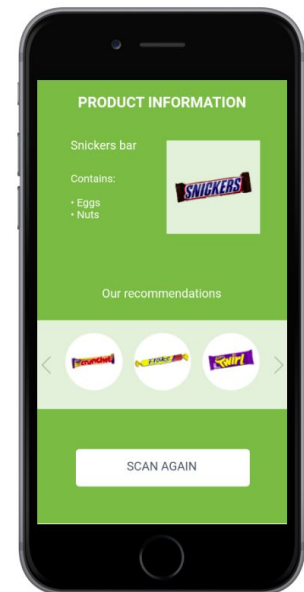 PRODUCT INFORMATION
Snickers bar
Contains:
• Eggs
• Nuts
SNICKERS
Our recommendations
Crunchie
FLAKE
Twirl
SCAN AGAIN